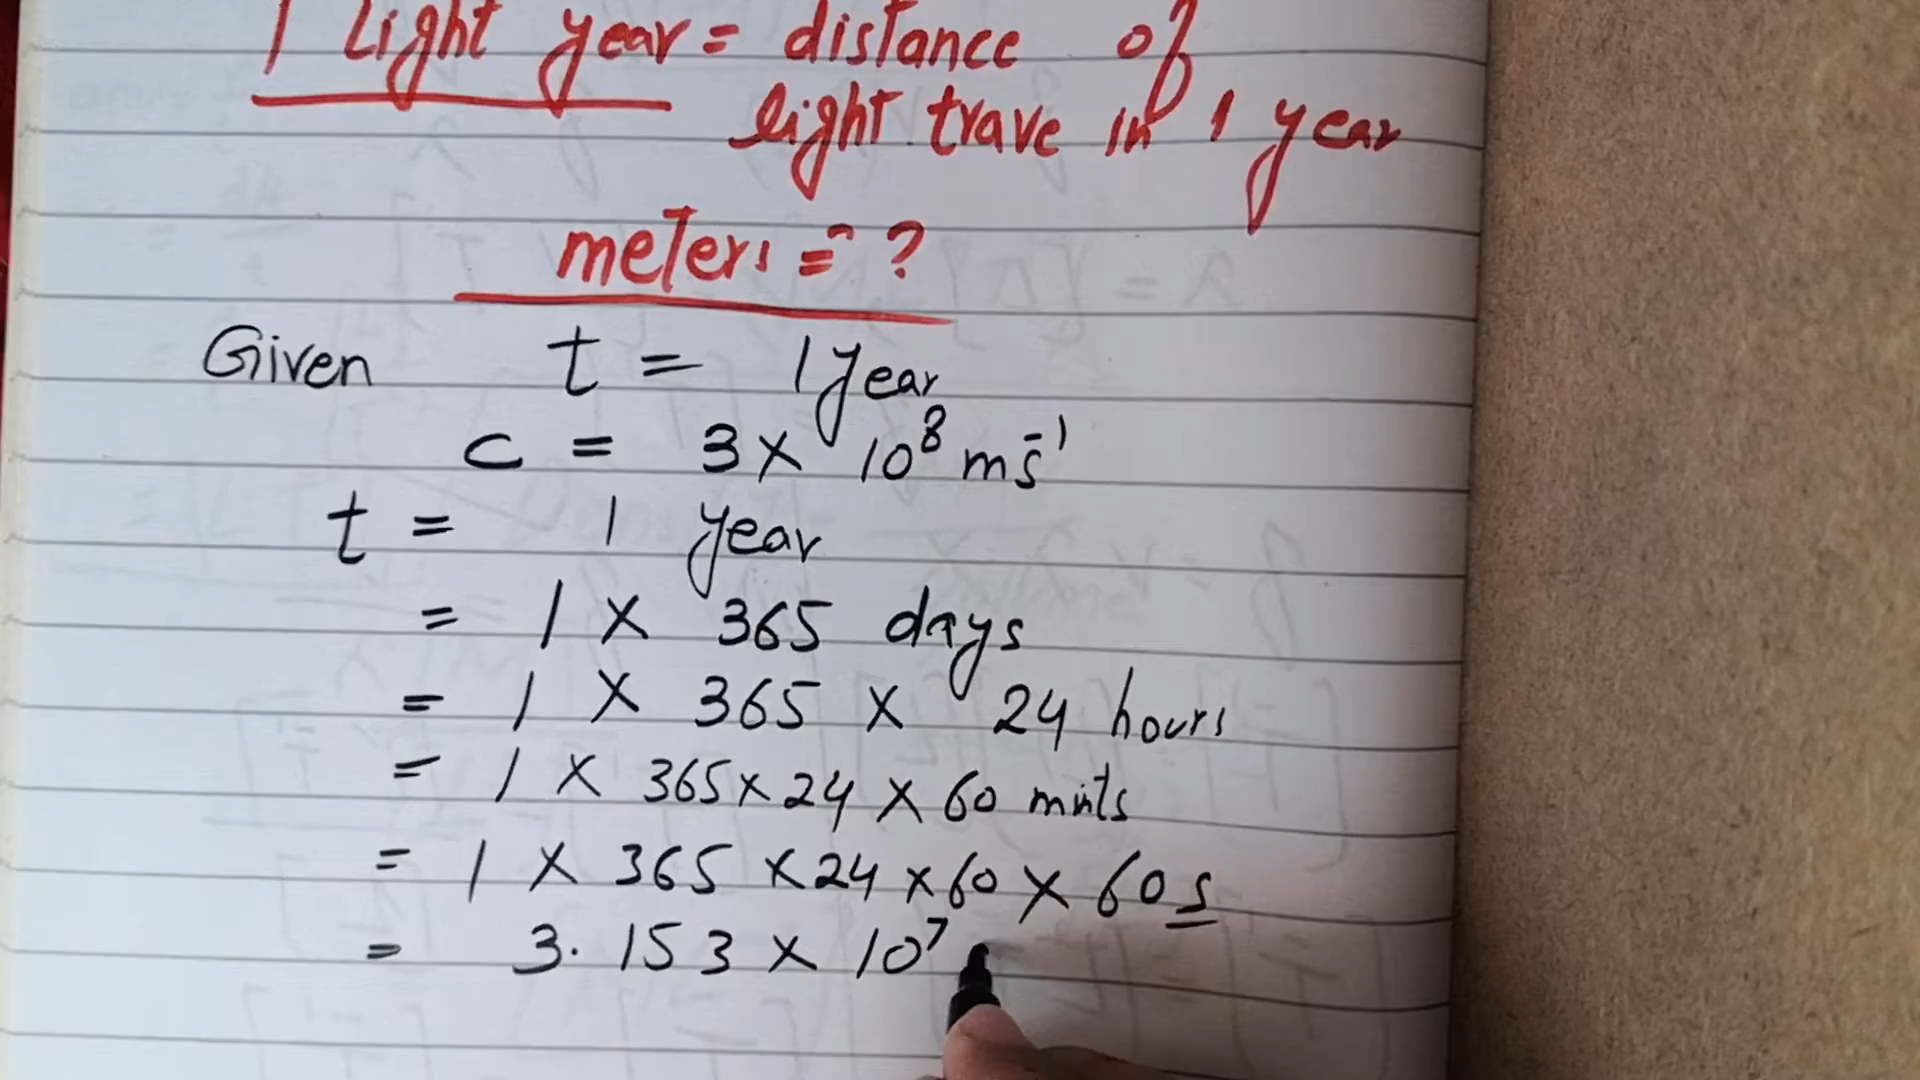 1 Light year = distance of
light trave in 1 year
meters = ?
Given t = 1 year
c = 3 × 10⁸ ms⁻¹
t = 1 year
= 1 × 365 days
= 1 × 365 × 24 hours
= 1 × 365 × 24 × 60 mints
= 1 × 365 × 24 × 60 × 60 s
= 3.153 × 10⁷